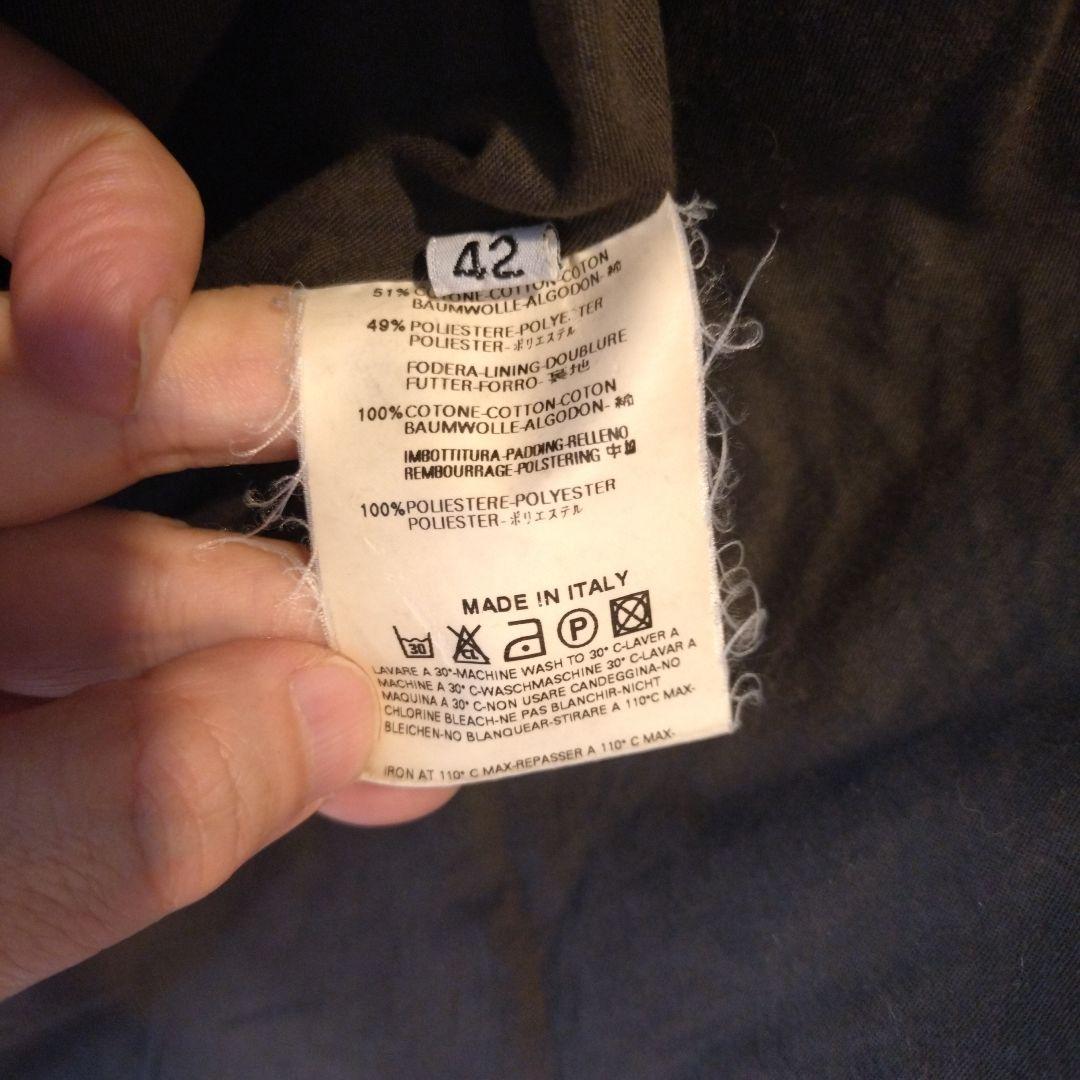 42
51% COTONE-COTTON-COTON
BAUMWOLLE-ALGODON-綿
49% POLIESTERE-POLYESTER
POLIESTER-ポリエステル
FODERA-LINING-DOUBLURE
FUTTER-FORRO-裏地
100% COTONE-COTTON-COTON
BAUMWOLLE-ALGODON-綿
IMBOTTITURA-PADDING-RELLENO
REMBOURRAGE-POLSTERING 中綿
100% POLIESTERE-POLYESTER
POLIESTER-ポリエステル
MADE IN ITALY
30 CL P
LAVARE A 30°-MACHINE WASH TO 30° C-LAVER A
MACHINE A 30° C-WASCHMASCHINE 30° C-LAVAR A
MAQUINA A 30° C-NON USARE CANDEGGINA-NO
CHLORINE BLEACH-NE PAS BLANCHIR-NICHT
BLEICHEN-NO BLANQUEAR-STIRARE A 110°C MAX-
IRON AT 110° C MAX-REPASSER A 110° C MAX-